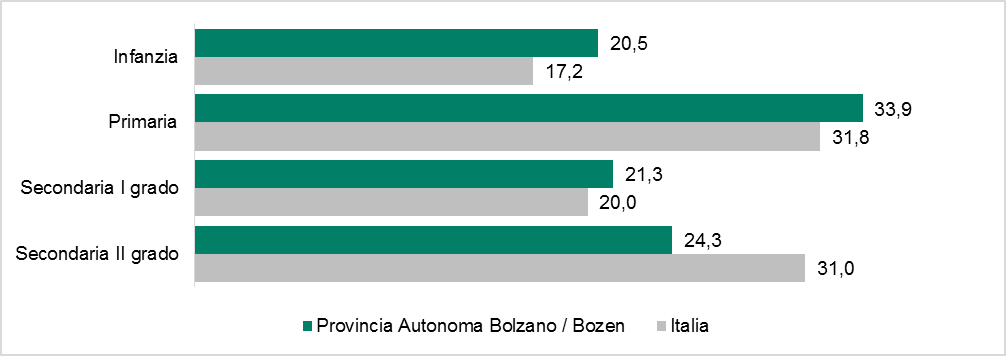 Infanzia
20,5
17,2
Primaria
33,9
31,8
Secondaria I grado
21,3
20,0
Secondaria II grado
24,3
31,0
Provincia Autonoma Bolzano / Bozen
Italia